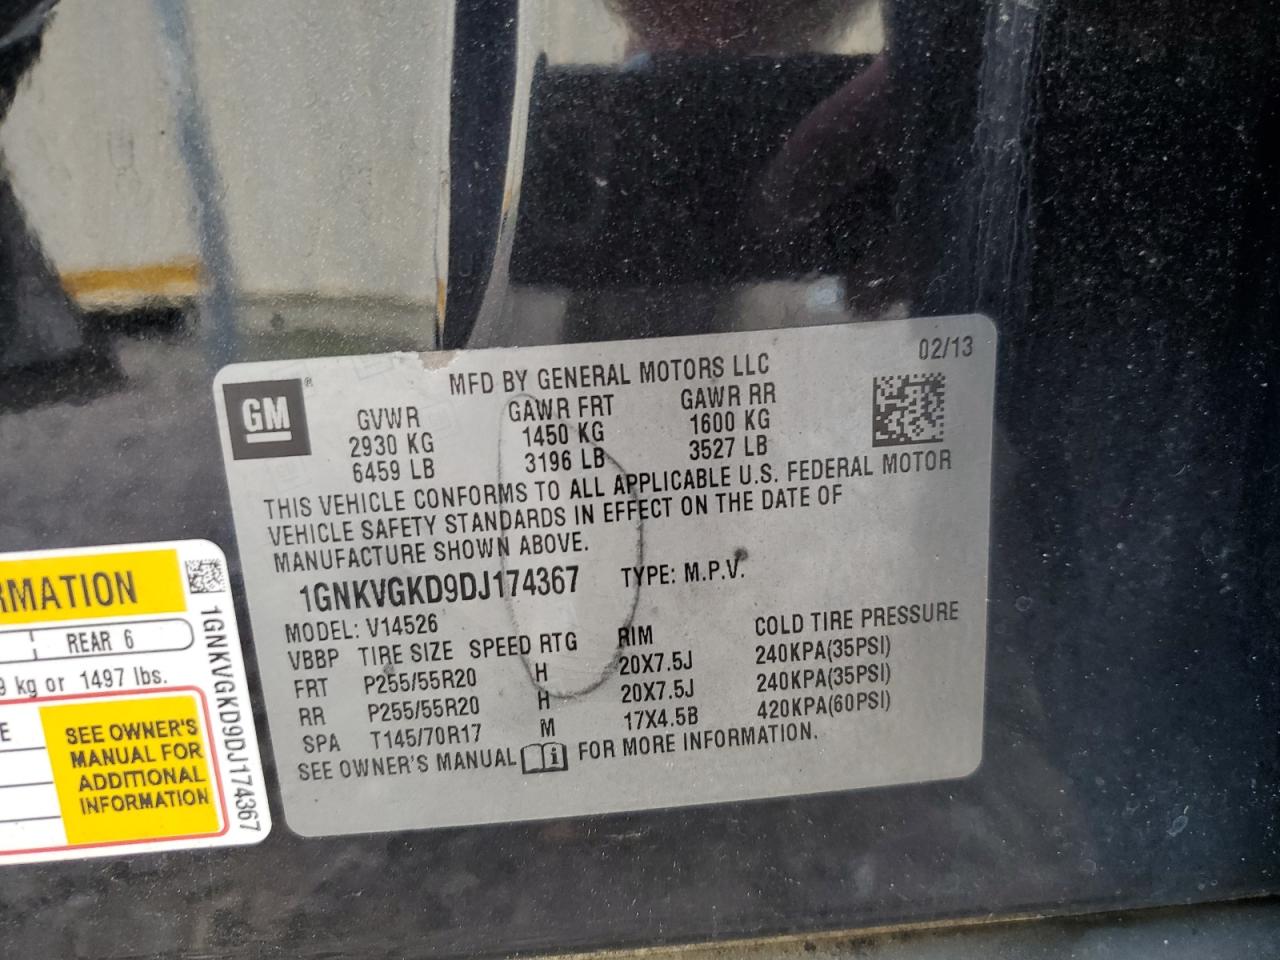 02/13
MFD BY GENERAL MOTORS LLC
GM ®
GVWR GAWR FRT GAWR RR
2930 KG 1450 KG 1600 KG
6459 LB 3196 LB 3527 LB
THIS VEHICLE CONFORMS TO ALL APPLICABLE U.S. FEDERAL MOTOR
VEHICLE SAFETY STANDARDS IN EFFECT ON THE DATE OF
MANUFACTURE SHOWN ABOVE.
1GNKVGKD9DJ174367 TYPE: M.P.V.
MODEL: V14526
VBBP TIRE SIZE SPEED RTG RIM COLD TIRE PRESSURE
FRT P255/55R20 H 20X7.5J 240KPA(35PSI)
RR P255/55R20 H 20X7.5J 240KPA(35PSI)
SPA T145/70R17 M 17X4.5B 420KPA(60PSI)
SEE OWNER'S MANUAL i FOR MORE INFORMATION.
RMATION
REAR 6
9 kg or 1497 lbs.
E
SEE OWNER'S
MANUAL FOR
ADDITIONAL
INFORMATION
1GNKVGKD9DJ174367